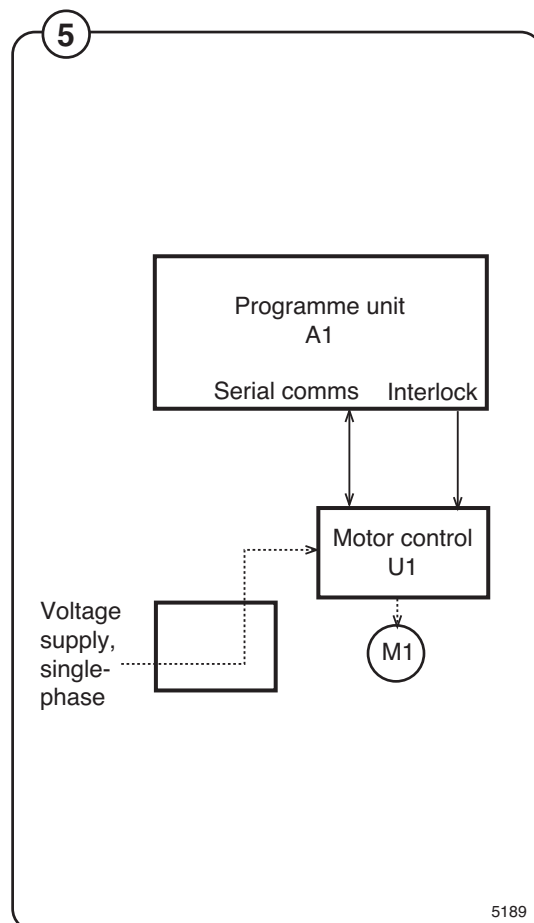 5
Programme unit
A1
Serial comms Interlock
Motor control
U1
Voltage
supply,
single-
phase
M1
5189